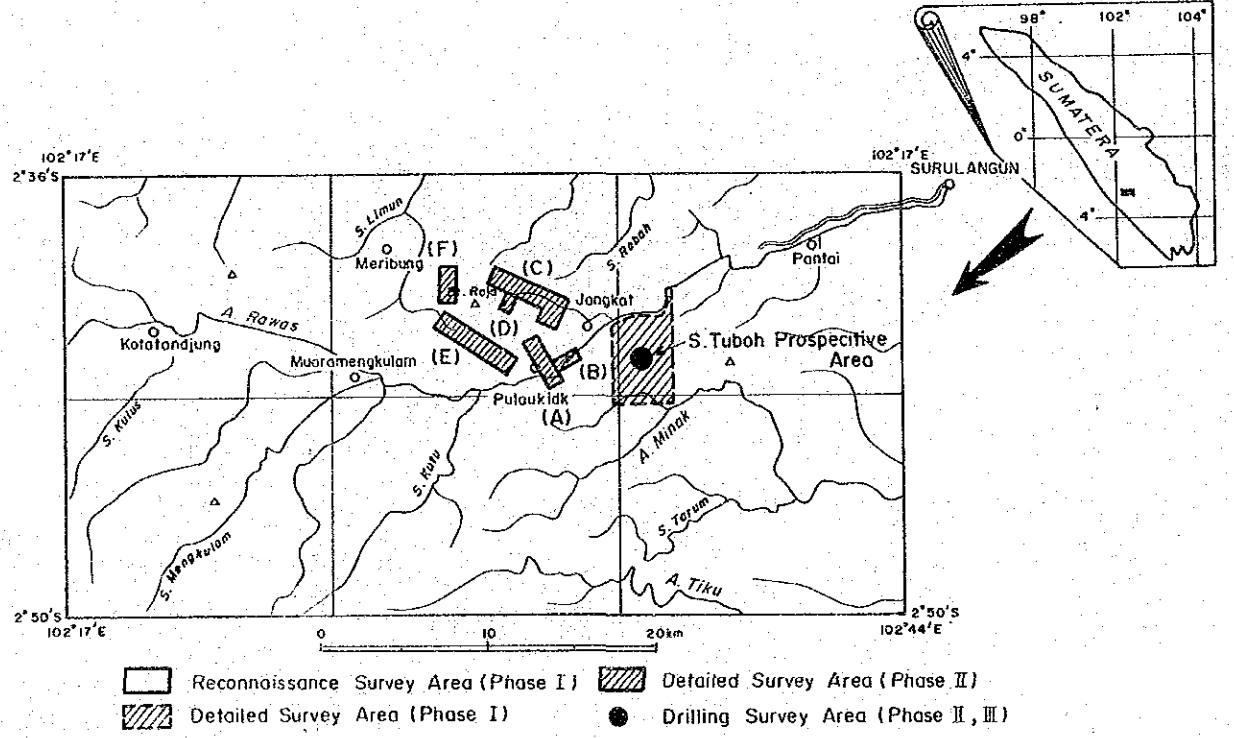 98° 102° 104°
4°
SUMATERA
0°
4°
102°17'E
102°17'E
2°36'S
SURULANGUN
S. Limun
S. Rebah
Pantai
Meribung
(F)
(C)
Jangkat
A. Rawas
(D)
S. Tuboh Prospective
Area
Kotatandjung
(E)
Muaramengkulam
(B)
Pulaukidk
(A)
S. Kulus
A. Minak
S. Kutu
S. Tarum
S. Mengkulam
A. Tiku
2°50'S
2°50'S
102°17'E
102°44'E
0 10 20km
Reconnaissance Survey Area (Phase I)
Detailed Survey Area (Phase II)
Detailed Survey Area (Phase I)
Drilling Survey Area (Phase II, III)